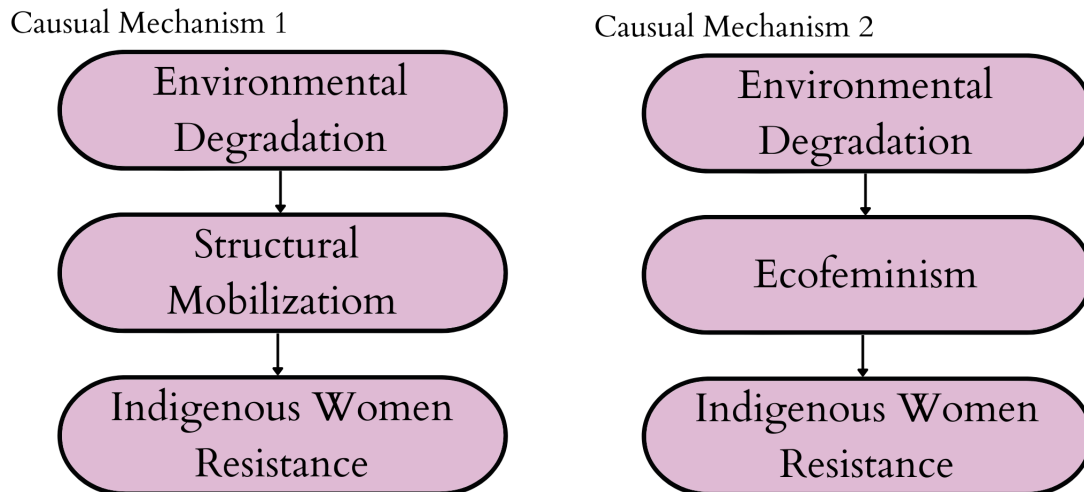 Causual Mechanism 1
Environmental
Degradation
Structural
Mobilizatiom
Indigenous Women
Resistance
Causual Mechanism 2
Environmental
Degradation
Ecofeminism
Indigenous Women
Resistance